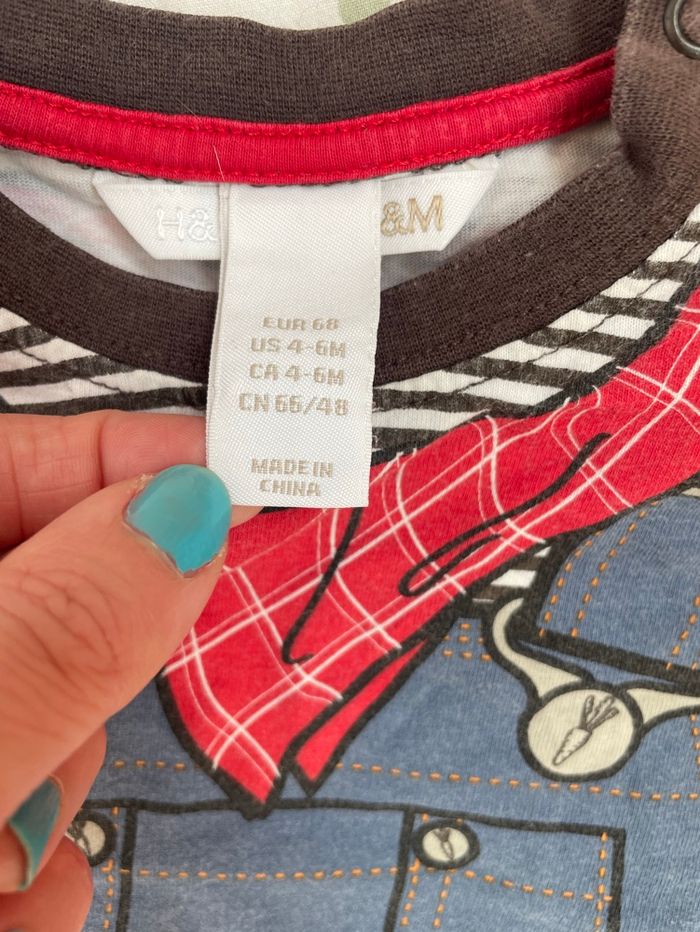 H&
&M
EUR 68
US 4-6M
CA 4-6M
CN 66/48
MADE IN
CHINA